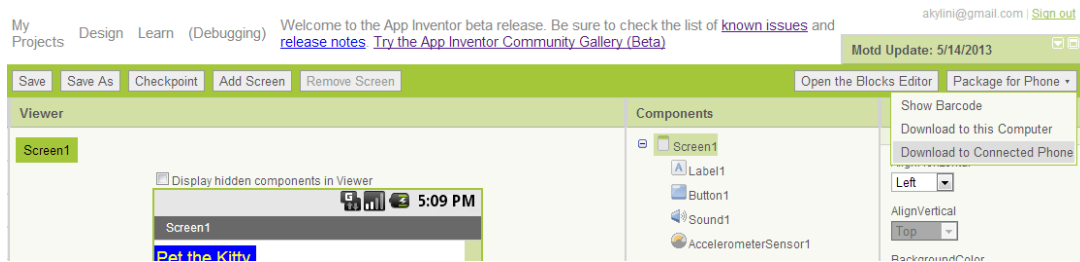 akylini@gmail.com | Sign out
My Projects Design Learn (Debugging) Welcome to the App Inventor beta release. Be sure to check the list of known issues and
release notes. Try the App Inventor Community Gallery (Beta)
Motd Update: 5/14/2013
Save Save As Checkpoint Add Screen Remove Screen Open the Blocks Editor Package for Phone
Show Barcode
Download to this Computer
Download to Connected Phone
Viewer
Screen1
Display hidden components in Viewer
5:09 PM
Screen1
Pet the Kitty
Components
Screen1
A Label1
Button1
Sound1
AccelerometerSensor1
AlignHorizontal
Left
AlignVertical
Top
BackgroundColor